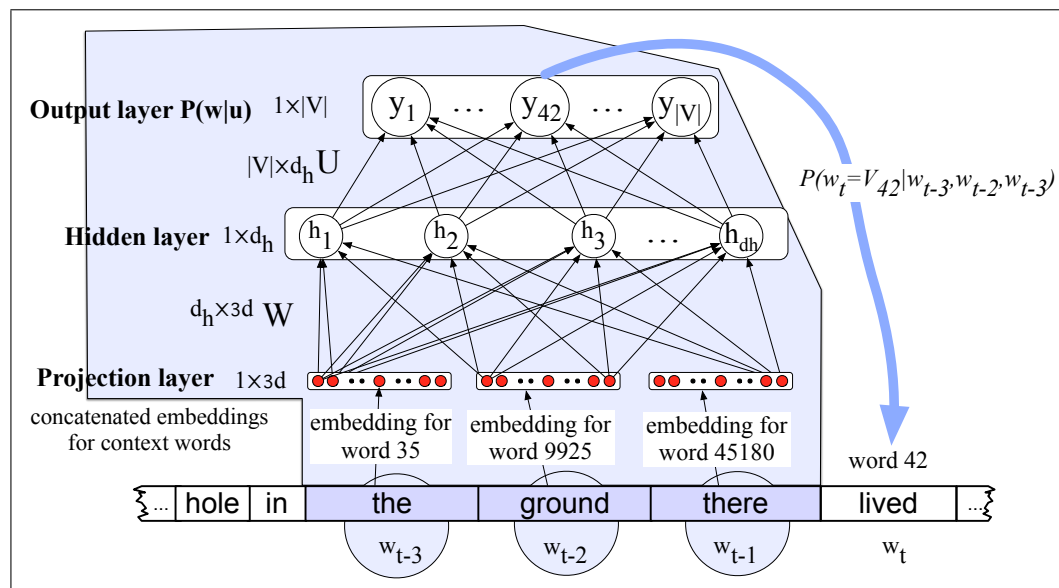 Output layer P(w|u) 1×|V|
y1 ... y42 ... y|V|
|V|×dh U
P(wt=V42|wt-3,wt-2,wt-3)
Hidden layer 1×dh
h1 h2 h3 ... hdh
dh×3d W
Projection layer 1×3d
concatenated embeddings
for context words
embedding for
word 35
embedding for
word 9925
embedding for
word 45180
word 42
... hole in the ground there lived ...
wt-3 wt-2 wt-1 wt